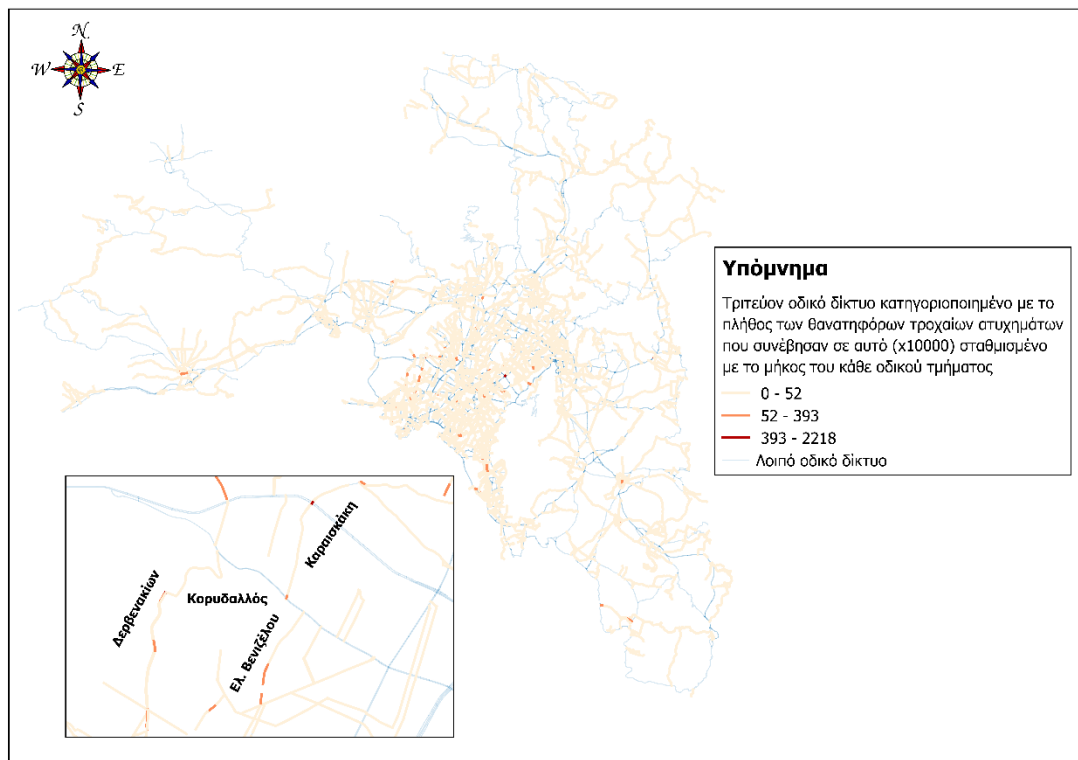 N
W E
S
Υπόμνημα
Τριτεύον οδικό δίκτυο κατηγοριοποιημένο με το
πλήθος των θανατηφόρων τροχαίων ατυχημάτων
που συνέβησαν σε αυτό (x10000) σταθμισμένο
με το μήκος του κάθε οδικού τμήματος
0 - 52
52 - 393
393 - 2218
Λοιπό οδικό δίκτυο
Καραισκάκη
Δερβενακίων
Κορυδαλλός
Ελ. Βενιζέλου